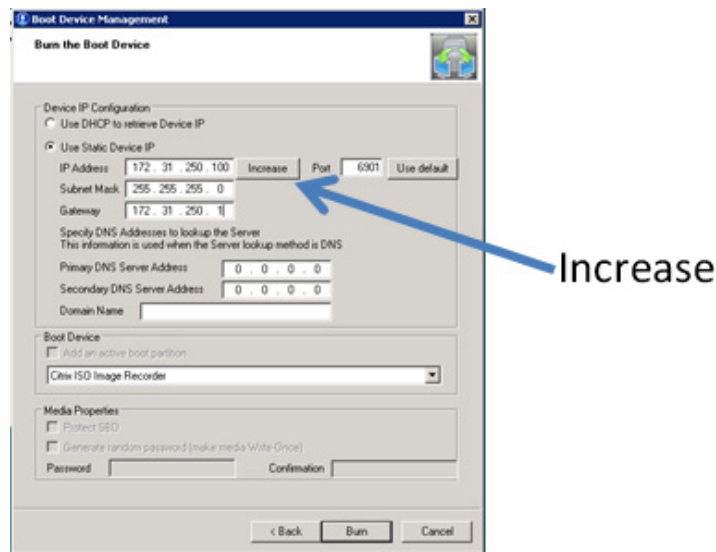 Boot Device Management
Burn the Boot Device
Device IP Configuration
Use DHCP to retrieve Device IP
Use Static Device IP
IP Address 172 . 31 . 250 . 100 Increase Port 6901 Use default
Subnet Mask 255 . 255 . 255 . 0
Gateway 172 . 31 . 250 . 1
Specify DNS Addresses to lookup the Server
This information is used when the Server lookup method is DNS
Primary DNS Server Address 0 . 0 . 0 . 0
Secondary DNS Server Address 0 . 0 . 0 . 0
Domain Name
Increase
Boot Device
Add an active boot partition
Citrix ISO Image Recorder
Media Properties
Protect SBD
Generate random password (make media Write-Once)
Password Confirmation
< Back Burn Cancel